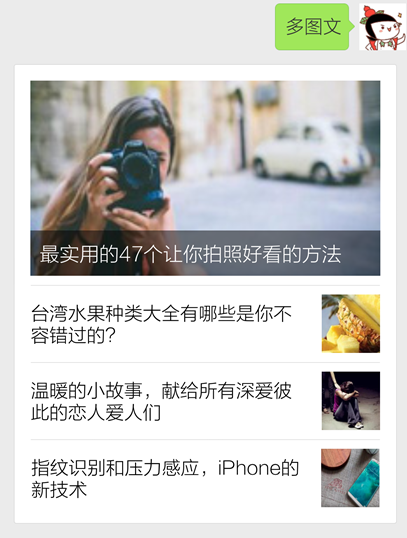 多图文
最实用的47个让你拍照好看的方法
台湾水果种类大全有哪些是你不
容错过的?
温暖的小故事，献给所有深爱彼
此的恋人爱人们
指纹识别和压力感应，iPhone的
新技术